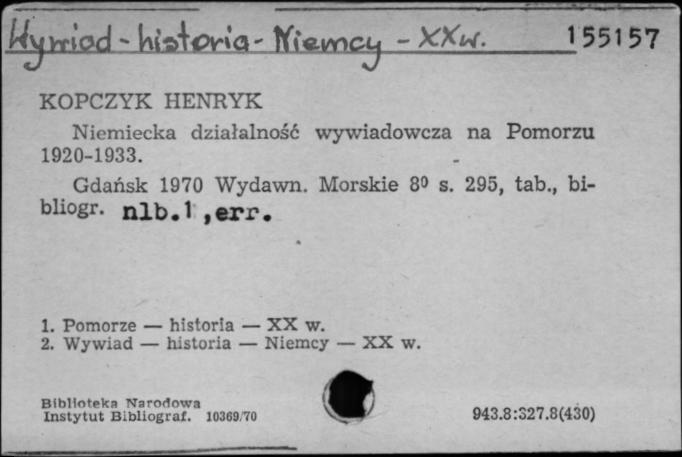 Wywiad - historia - Niemcy - XXw. 155157
KOPCZYK HENRYK
Niemiecka działalność wywiadowcza na Pomorzu
1920-1933.
Gdańsk 1970 Wydawn. Morskie 8⁰ s. 295, tab., bi-
bliogr. nlb.1 ,err.
1. Pomorze — historia — XX w.
2. Wywiad — historia — Niemcy — XX w.
Biblioteka Narodowa
Instytut Bibliograf. 10369/70 943.8:327.8(430)